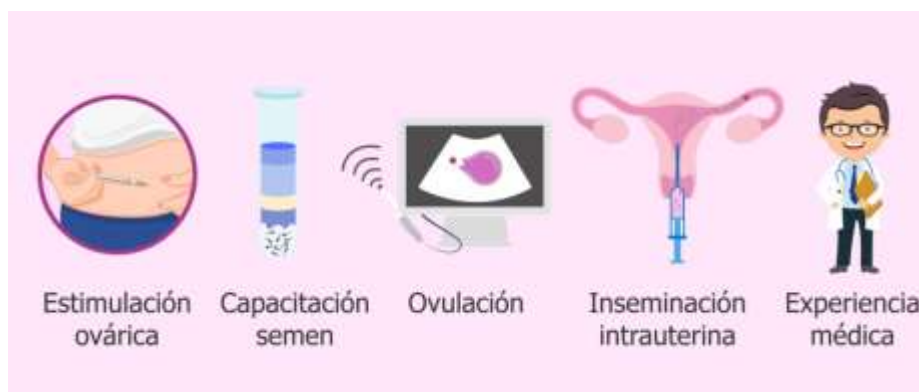 Estimulación
ovárica
Capacitación
semen
Ovulación
Inseminación
intrauterina
Experiencia
médica